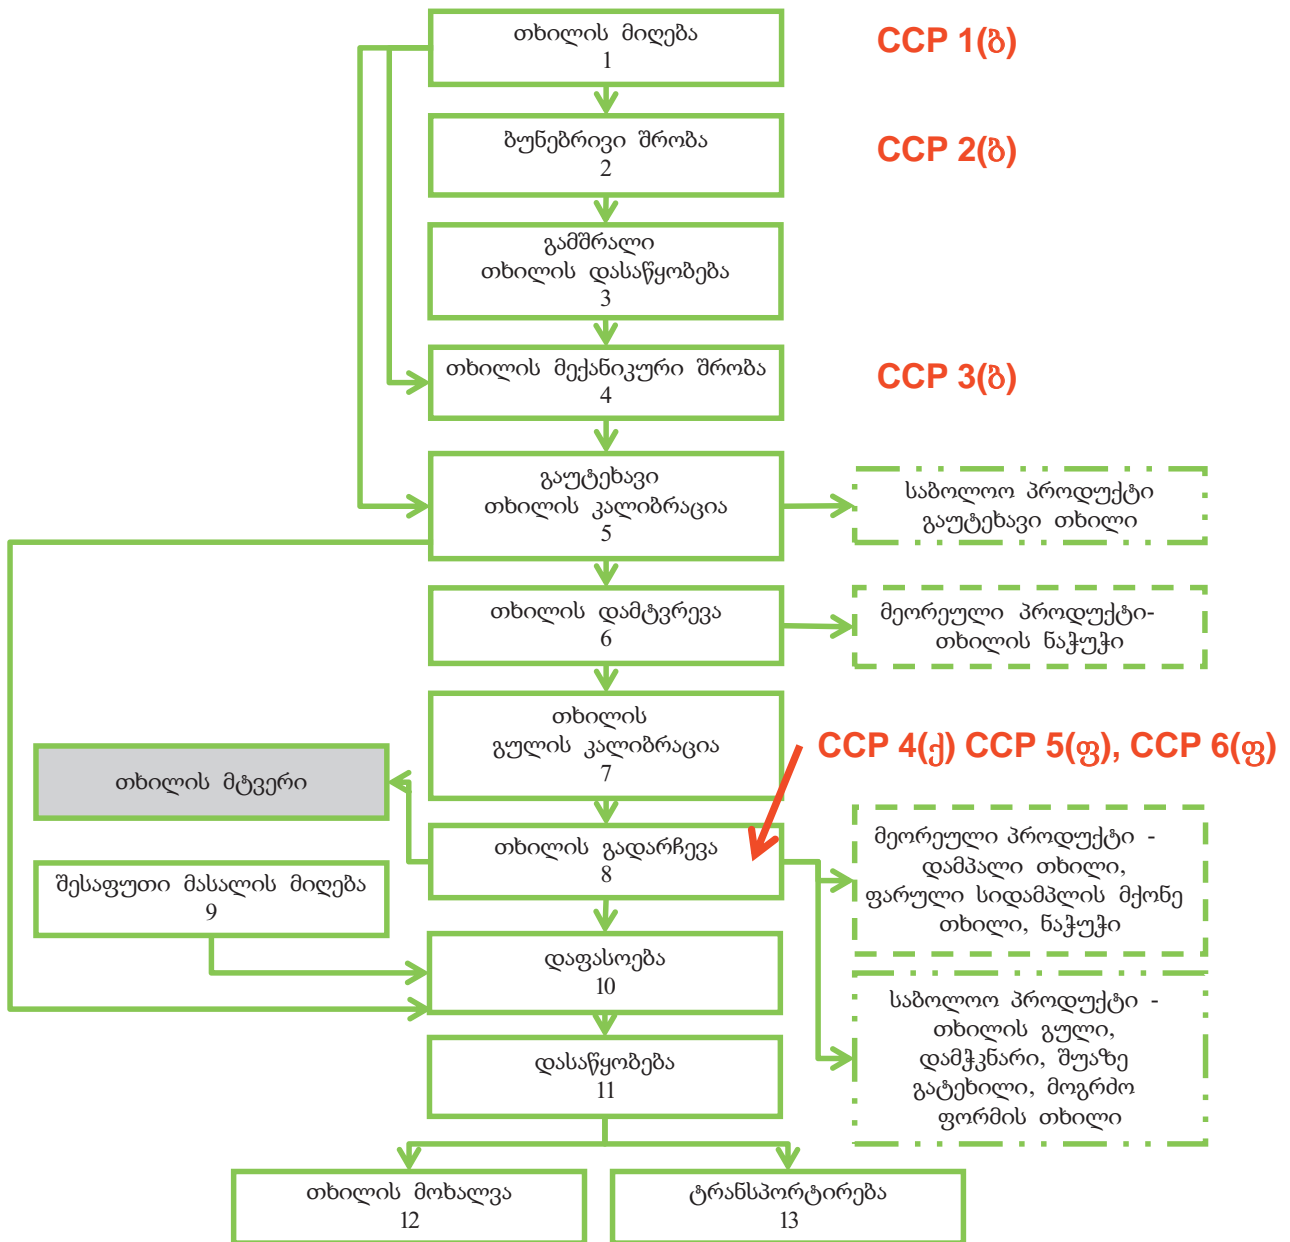 თხილის მიღება
1
CCP 1(ბ)
ბუნებრივი შრობა
2
CCP 2(ბ)
გამშრალი
თხილის დასაწყობება
3
თხილის მექანიკური შრობა
4
CCP 3(ბ)
გაუტეხავი
თხილის კალიბრაცია
5
საბოლოო პროდუქტი
გაუტეხავი თხილი
თხილის დამტვრევა
6
მეორეული პროდუქტი-
თხილის ნაჭუჭი
თხილის
გულის კალიბრაცია
7
CCP 4(ქ) CCP 5(ფ), CCP 6(ფ)
თხილის მტვერი
თხილის გადარჩევა
8
მეორეული პროდუქტი -
დამპალი თხილი,
ფარული სიდამპლის მქონე
თხილი, ნაჭუჭი
შესაფუთი მასალის მიღება
9
დაფასოება
10
საბოლოო პროდუქტი -
თხილის გული,
დამჭკნარი, შუაზე
გატეხილი, მოგრძო
ფორმის თხილი
დასაწყობება
11
თხილის მოხალვა
12
ტრანსპორტირება
13